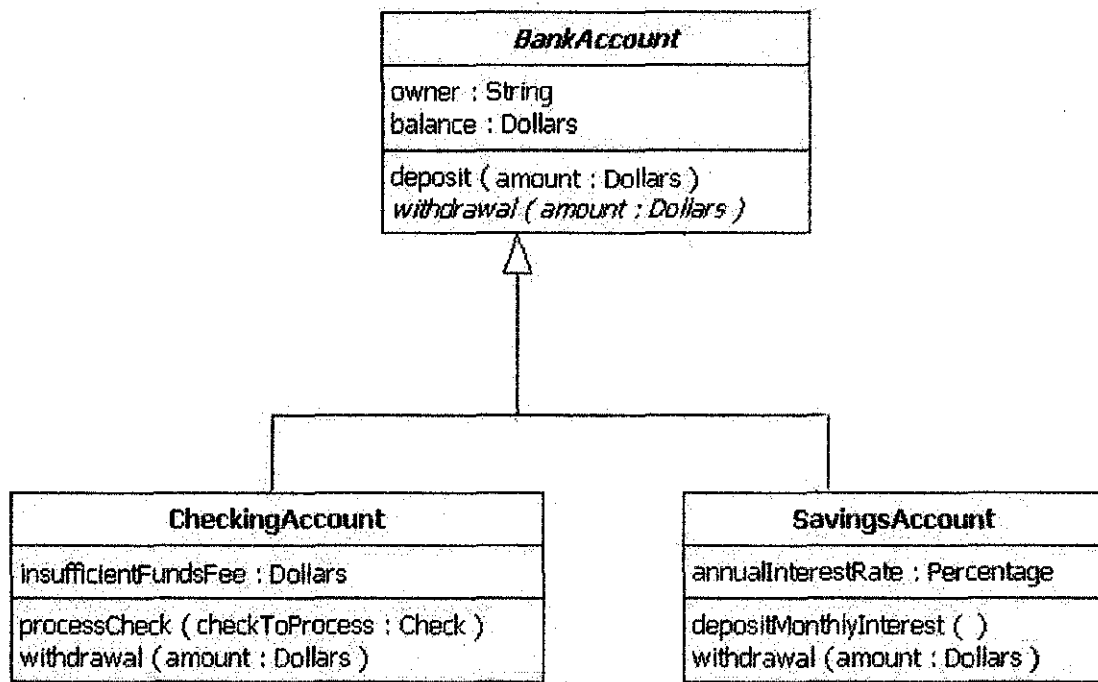 BankAccount
owner : String
balance : Dollars
deposit ( amount : Dollars )
withdrawal ( amount : Dollars )
CheckingAccount
insufficientFundsFee : Dollars
processCheck ( checkToProcess : Check )
withdrawal ( amount : Dollars )
SavingsAccount
annualInterestRate : Percentage
depositMonthlyInterest ( )
withdrawal ( amount : Dollars )